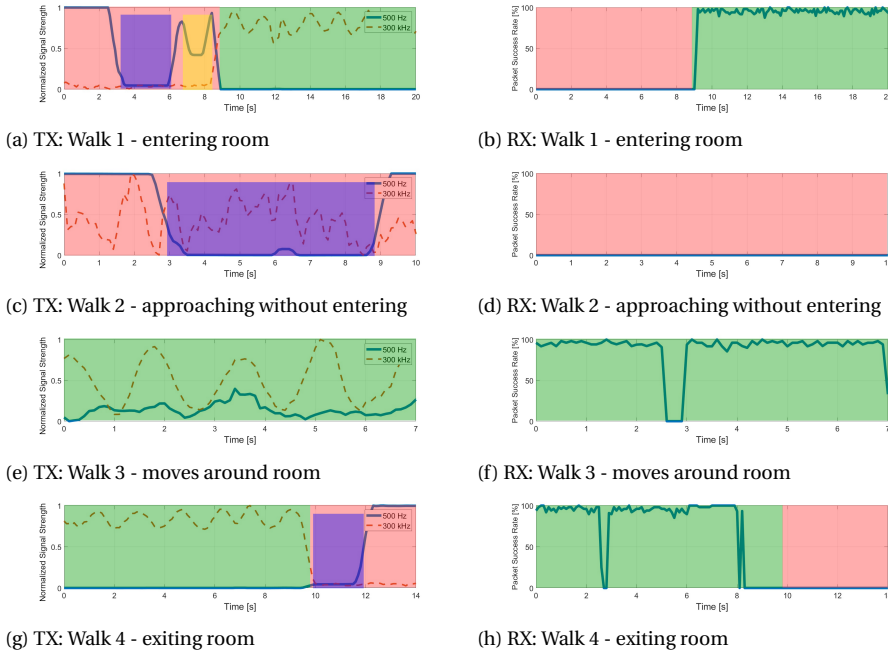 Normalized Signal Strength
1
0.5
0
500 Hz
300 kHz
0 2 4 6 8 10 12 14 16 18 20
Time [s]
(a) TX: Walk 1 - entering room
Packet Success Rate [%]
100
50
0
0 2 4 6 8 10 12 14 16 18 20
Time [s]
(b) RX: Walk 1 - entering room
Normalized Signal Strength
1
0.5
0
500 Hz
300 kHz
0 1 2 3 4 5 6 7 8 9 10
Time [s]
(c) TX: Walk 2 - approaching without entering
Packet Success Rate [%]
100
50
0
0 1 2 3 4 5 6 7 8 9 10
Time [s]
(d) RX: Walk 2 - approaching without entering
Normalized Signal Strength
1
0.5
0
500 Hz
300 kHz
0 1 2 3 4 5 6 7
Time [s]
(e) TX: Walk 3 - moves around room
Packet Success Rate [%]
100
50
0
0 1 2 3 4 5 6 7
Time [s]
(f) RX: Walk 3 - moves around room
Normalized Signal Strength
1
0.5
0
500 Hz
300 kHz
0 2 4 6 8 10 12 14
Time [s]
(g) TX: Walk 4 - exiting room
Packet Success Rate [%]
100
50
0
0 2 4 6 8 10 12 14
Time [s]
(h) RX: Walk 4 - exiting room